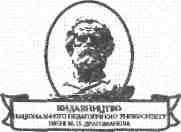 ВИДАВНИЦТВО
НАЦІОНАЛЬНОГО ПЕДАГОГІЧНОГО УНІВЕРСИТЕТУ
ІМЕНІ М. П. ДРАГОМАНОВА